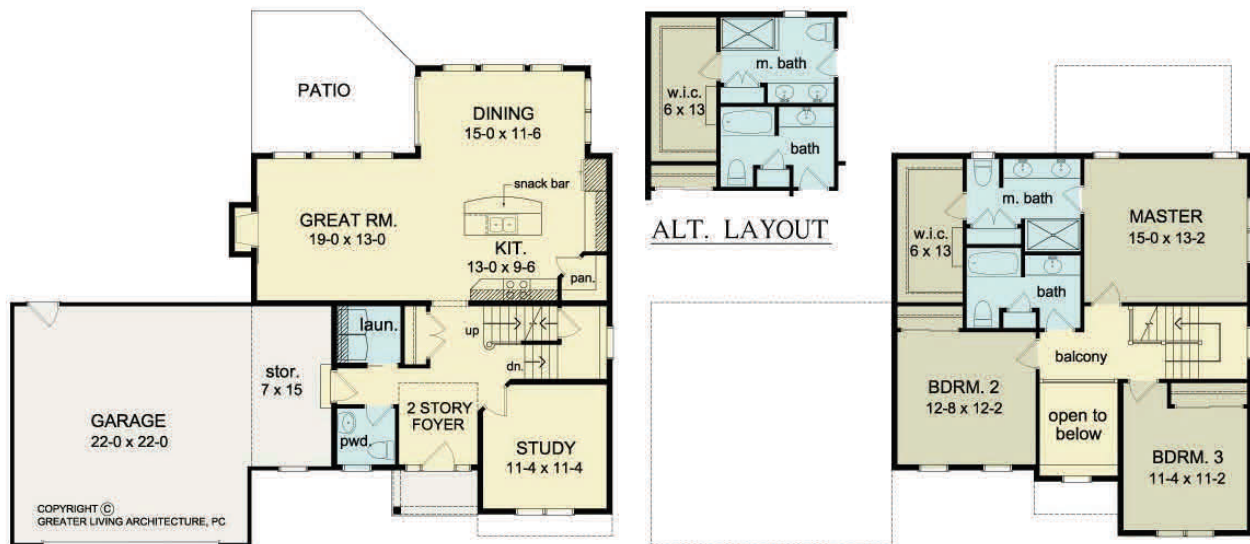 PATIO
DINING
15-0 x 11-6
snack bar
GREAT RM.
19-0 x 13-0
KIT.
13-0 x 9-6
pan.
laun.
up
dn.
stor.
7 x 15
GARAGE
22-0 x 22-0
2 STORY
FOYER
pwd.
STUDY
11-4 x 11-4
COPYRIGHT ©
GREATER LIVING ARCHITECTURE, PC
m. bath
w.i.c.
6 x 13
bath
ALT. LAYOUT
m. bath
w.i.c.
6 x 13
MASTER
15-0 x 13-2
bath
balcony
BDRM. 2
12-8 x 12-2
open to
below
BDRM. 3
11-4 x 11-2